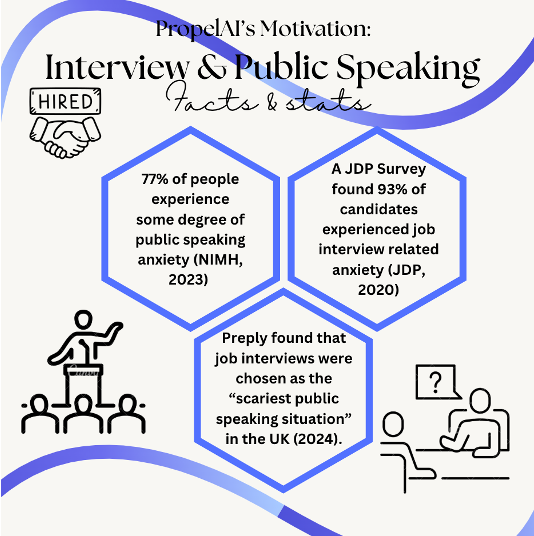 PropelAI's Motivation:
Interview & Public Speaking
Facts & stats
HIRED
77% of people
experience
some degree of
public speaking
anxiety (NIMH,
2023)
A JDP Survey
found 93% of
candidates
experienced job
interview related
anxiety (JDP,
2020)
Preply found that
job interviews were
chosen as the
“scariest public
speaking situation”
in the UK (2024).
Canva
?